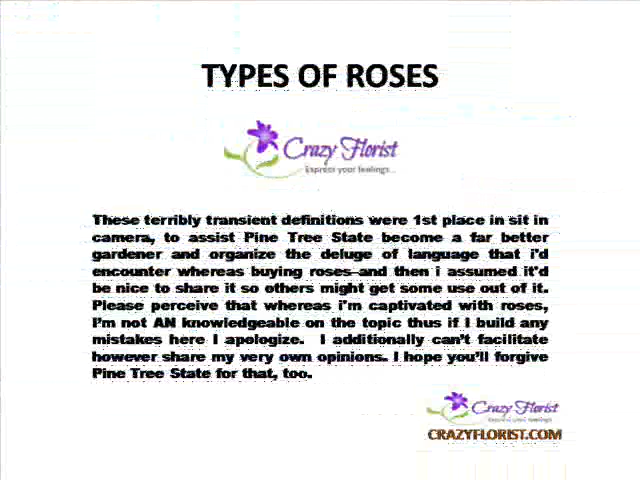 TYPES OF ROSES
Crazy Florist
Express your feelings...
These terribly transient definitions were 1st place in sit in
camera, to assist Pine Tree State become a far better
gardener and organize the deluge of language that i'd
encounter whereas buying roses–and then i assumed it'd
be nice to share it so others might get some use out of it.
Please perceive that whereas i'm captivated with roses,
I'm not AN knowledgeable on the topic thus if I build any
mistakes here I apologize. I additionally can't facilitate
however share my very own opinions. I hope you'll forgive
Pine Tree State for that, too.
Crazy Florist
Express your feelings
CRAZYFLORIST.COM